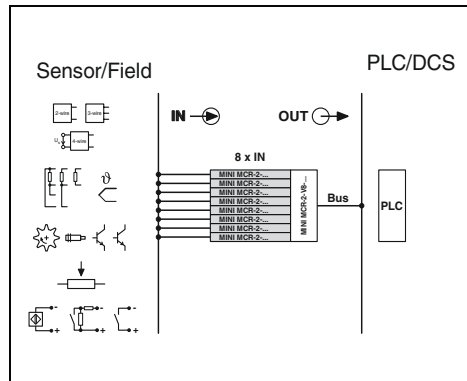 Sensor/Field
PLC/DCS
IN
OUT
2-wire
3-wire
4-wire
8 x IN
MINI MCR-2-...
MINI MCR-2-...
MINI MCR-2-...
MINI MCR-2-...
MINI MCR-2-...
MINI MCR-2-...
MINI MCR-2-...
MINI MCR-2-...
MINI MCR-2-V8-...
Bus
PLC
ϑ
- - -
+ + +